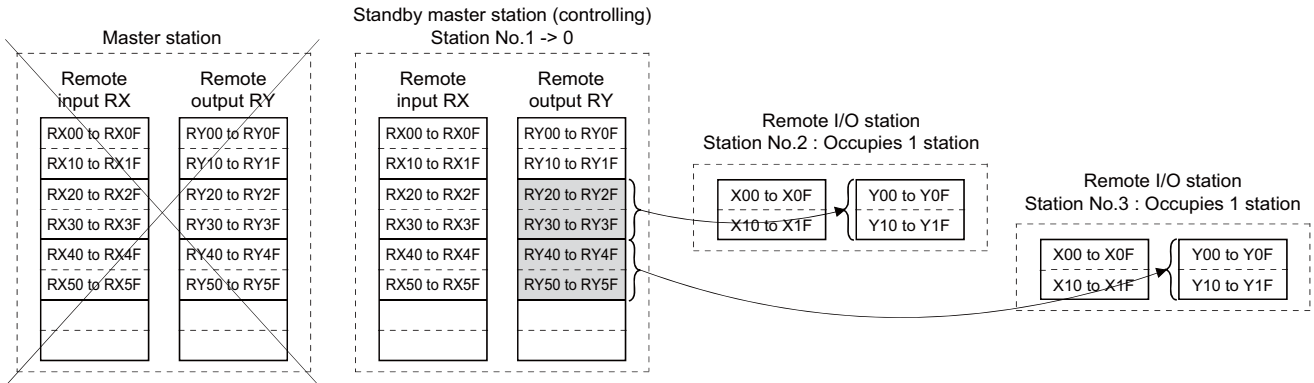 Master station
Remote
input RX
Remote
output RY
RX00 to RX0F
RX10 to RX1F
RX20 to RX2F
RX30 to RX3F
RX40 to RX4F
RX50 to RX5F
RY00 to RY0F
RY10 to RY1F
RY20 to RY2F
RY30 to RY3F
RY40 to RY4F
RY50 to RY5F
Standby master station (controlling)
Station No.1 -> 0
Remote
input RX
Remote
output RY
RX00 to RX0F
RX10 to RX1F
RX20 to RX2F
RX30 to RX3F
RX40 to RX4F
RX50 to RX5F
RY00 to RY0F
RY10 to RY1F
RY20 to RY2F
RY30 to RY3F
RY40 to RY4F
RY50 to RY5F
Remote I/O station
Station No.2 : Occupies 1 station
X00 to X0F
X10 to X1F
Y00 to Y0F
Y10 to Y1F
Remote I/O station
Station No.3 : Occupies 1 station
X00 to X0F
X10 to X1F
Y00 to Y0F
Y10 to Y1F